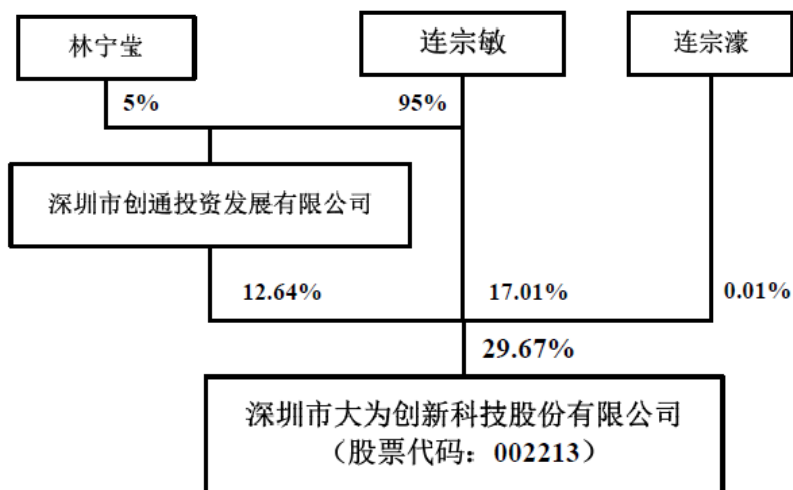 林宁莹
连宗敏
连宗濠
5%
95%
深圳市创通投资发展有限公司
12.64%
17.01%
0.01%
29.67%
深圳市大为创新科技股份有限公司
（股票代码：002213）